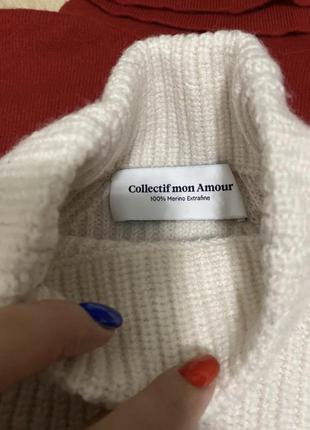 Collectif mon Amour
100% Merino Extrafine